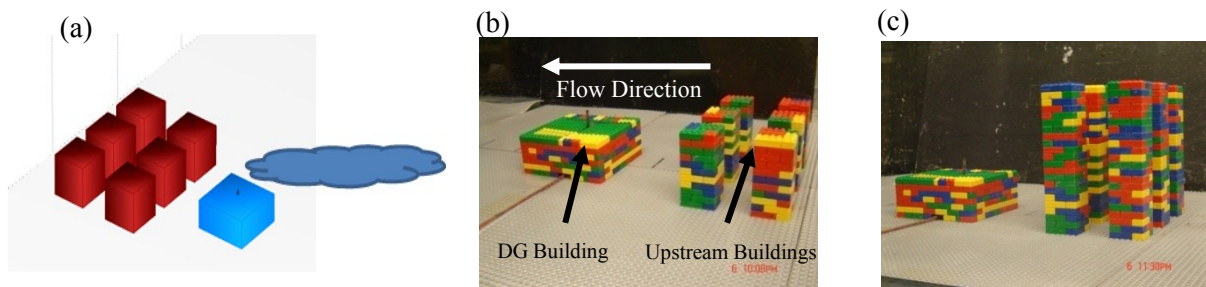 (a)
(b)
(c)
Flow Direction
DG Building
Upstream Buildings
6 10:08PM
6 11:30PM